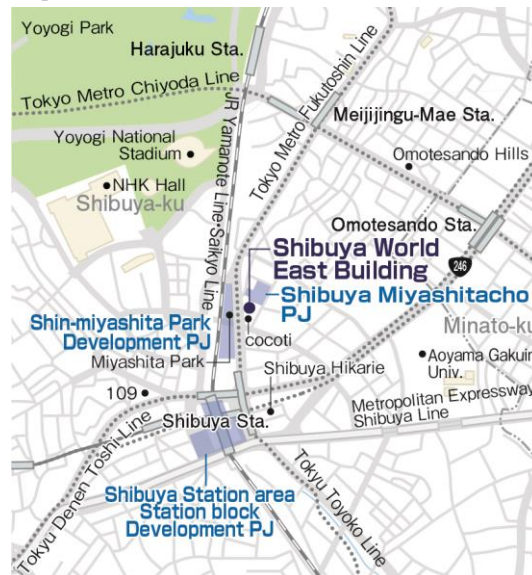 Yoyogi Park
Harajuku Sta.
Tokyo Metro Chiyoda Line
JR Yamanote Line•Saikyo Line
Tokyo Metro Fukutoshin Line
Meijijingu-Mae Sta.
Yoyogi National
Stadium
Omotesando Hills
NHK Hall
Shibuya-ku
Omotesando Sta.
246
Shibuya World
East Building
Shibuya Miyashitacho
PJ
Shin-miyashita Park
Development PJ
Minato-ku
Miyashita Park
cocoti
Shibuya Hikarie
Aoyama Gakuin
Univ.
109
Metropolitan Expressway
Shibuya Line
Shibuya Sta.
Tokyu Den en Toshi Line
Shibuya Station area
Station block
Development PJ
Tokyu Toyoko Line